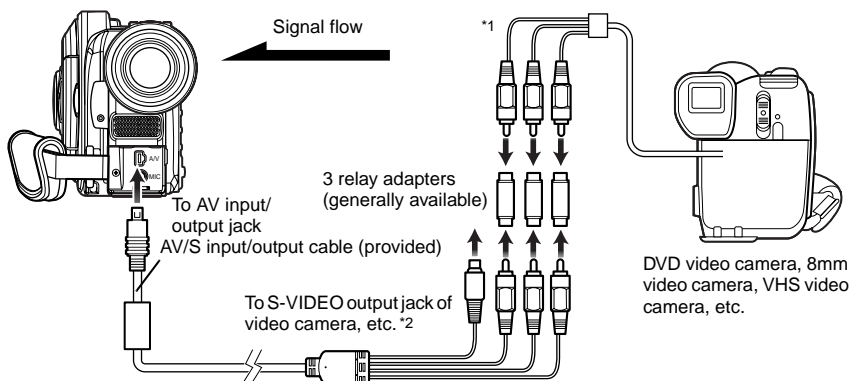 Signal flow
*1
A/V
MIC
To AV input/
output jack
AV/S input/output cable (provided)
3 relay adapters
(generally available)
To S-VIDEO output jack of
video camera, etc. *2
DVD video camera, 8mm
video camera, VHS video
camera, etc.